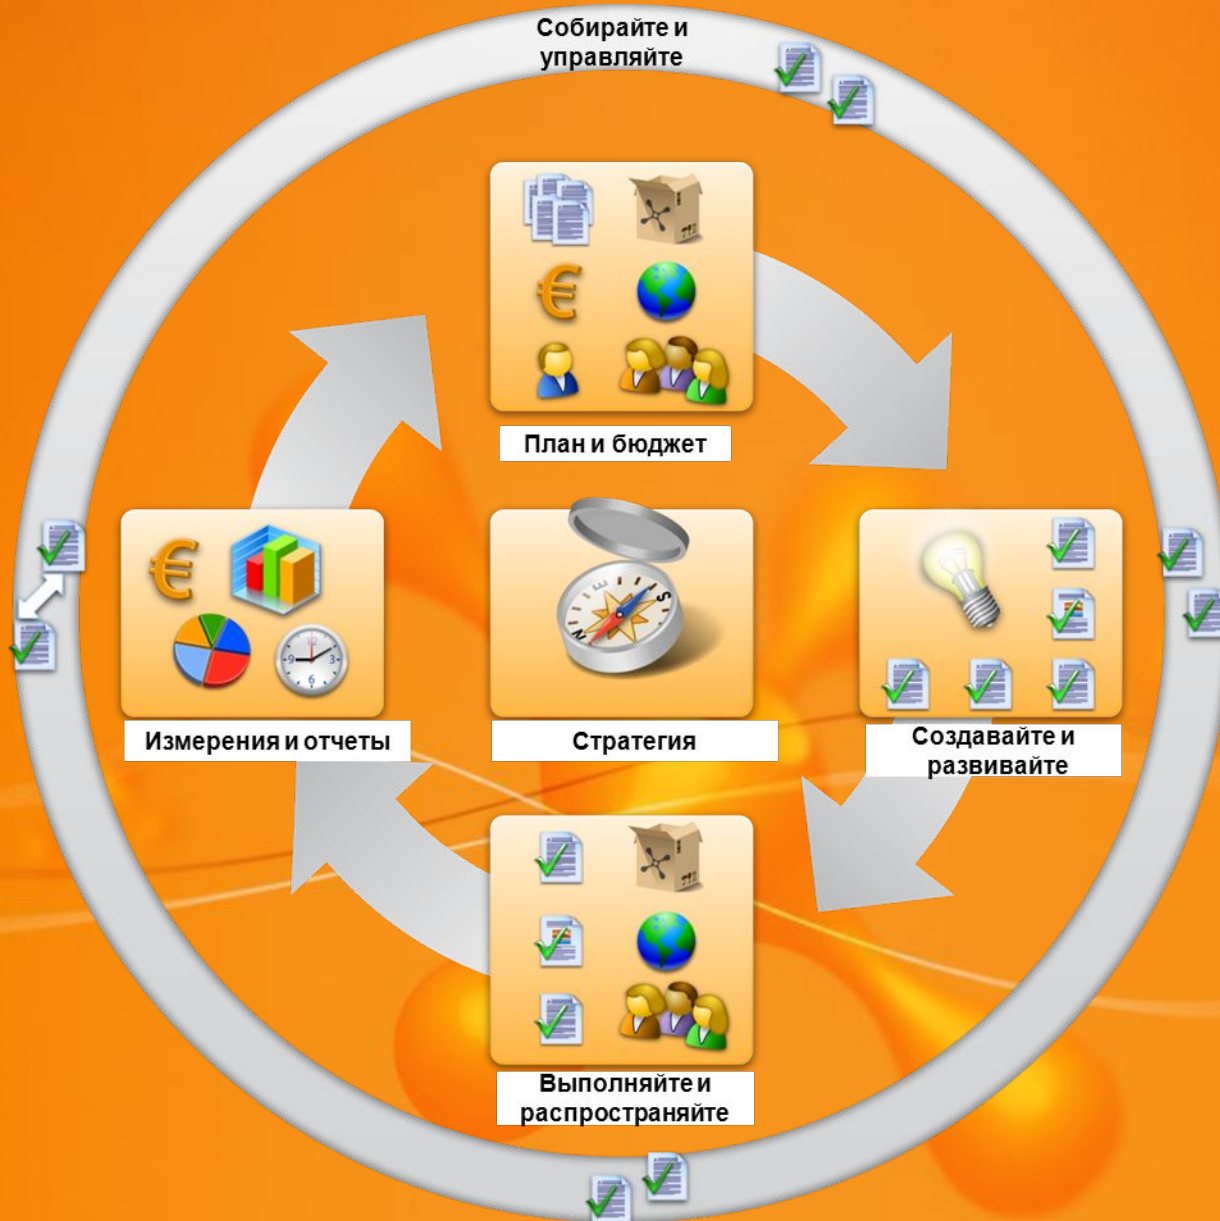 Собирайте и
управляйте
План и бюджет
Измерения и отчеты
Стратегия
Создавайте и
развивайте
Выполняйте и
распространяйте